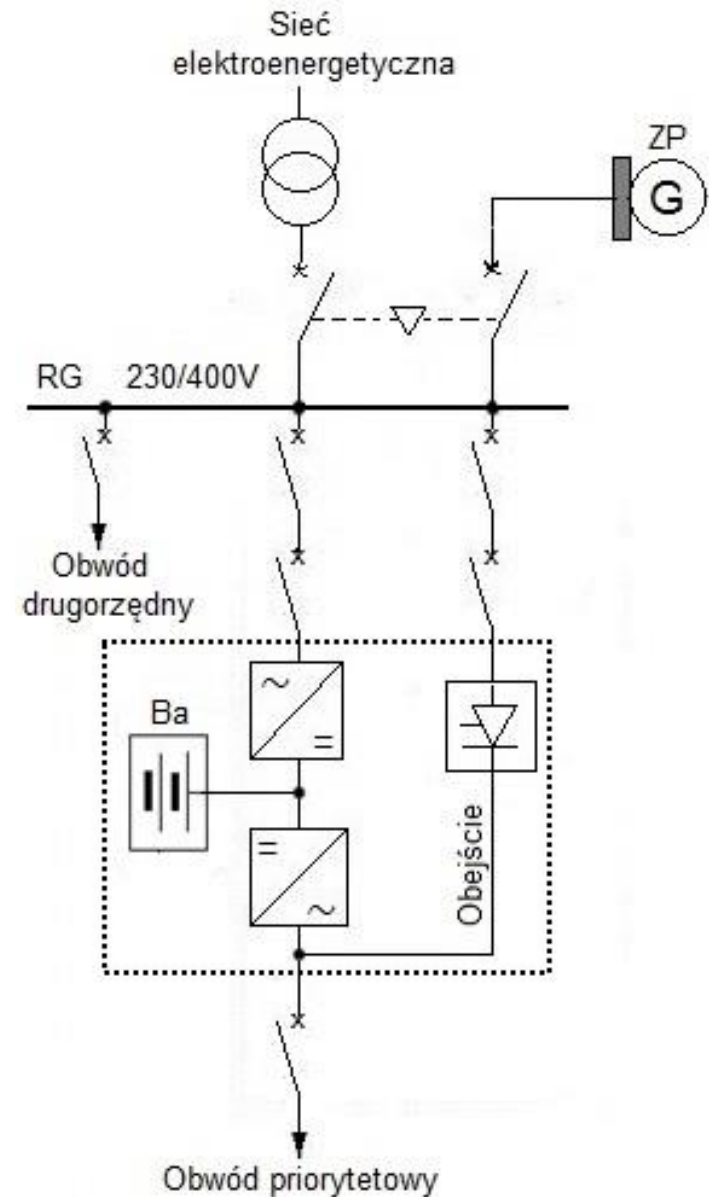 Sieć
elektroenergetyczna
ZP
G
RG 230/400V
Obwód
drugorzędny
Ba
Obejście
Obwód priorytetowy